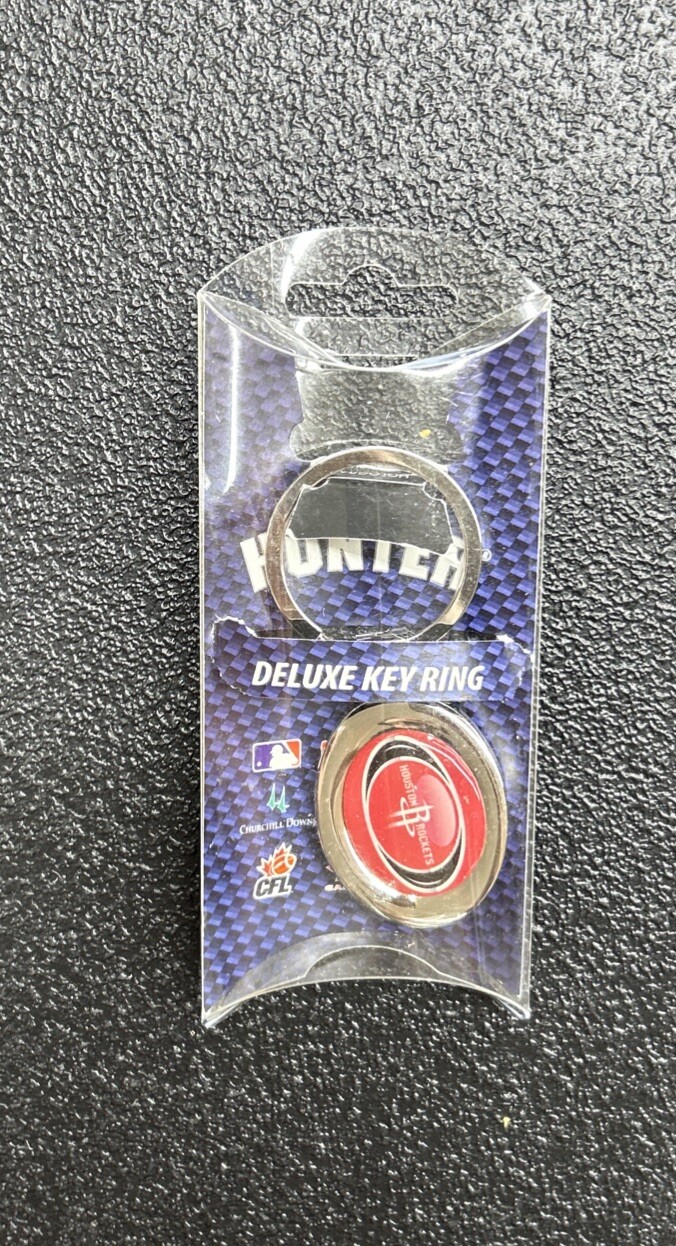 HUNTER®
DELUXE KEY RING
HOUSTON
ROCKETS
CHURCHILL DOWNS
CFL